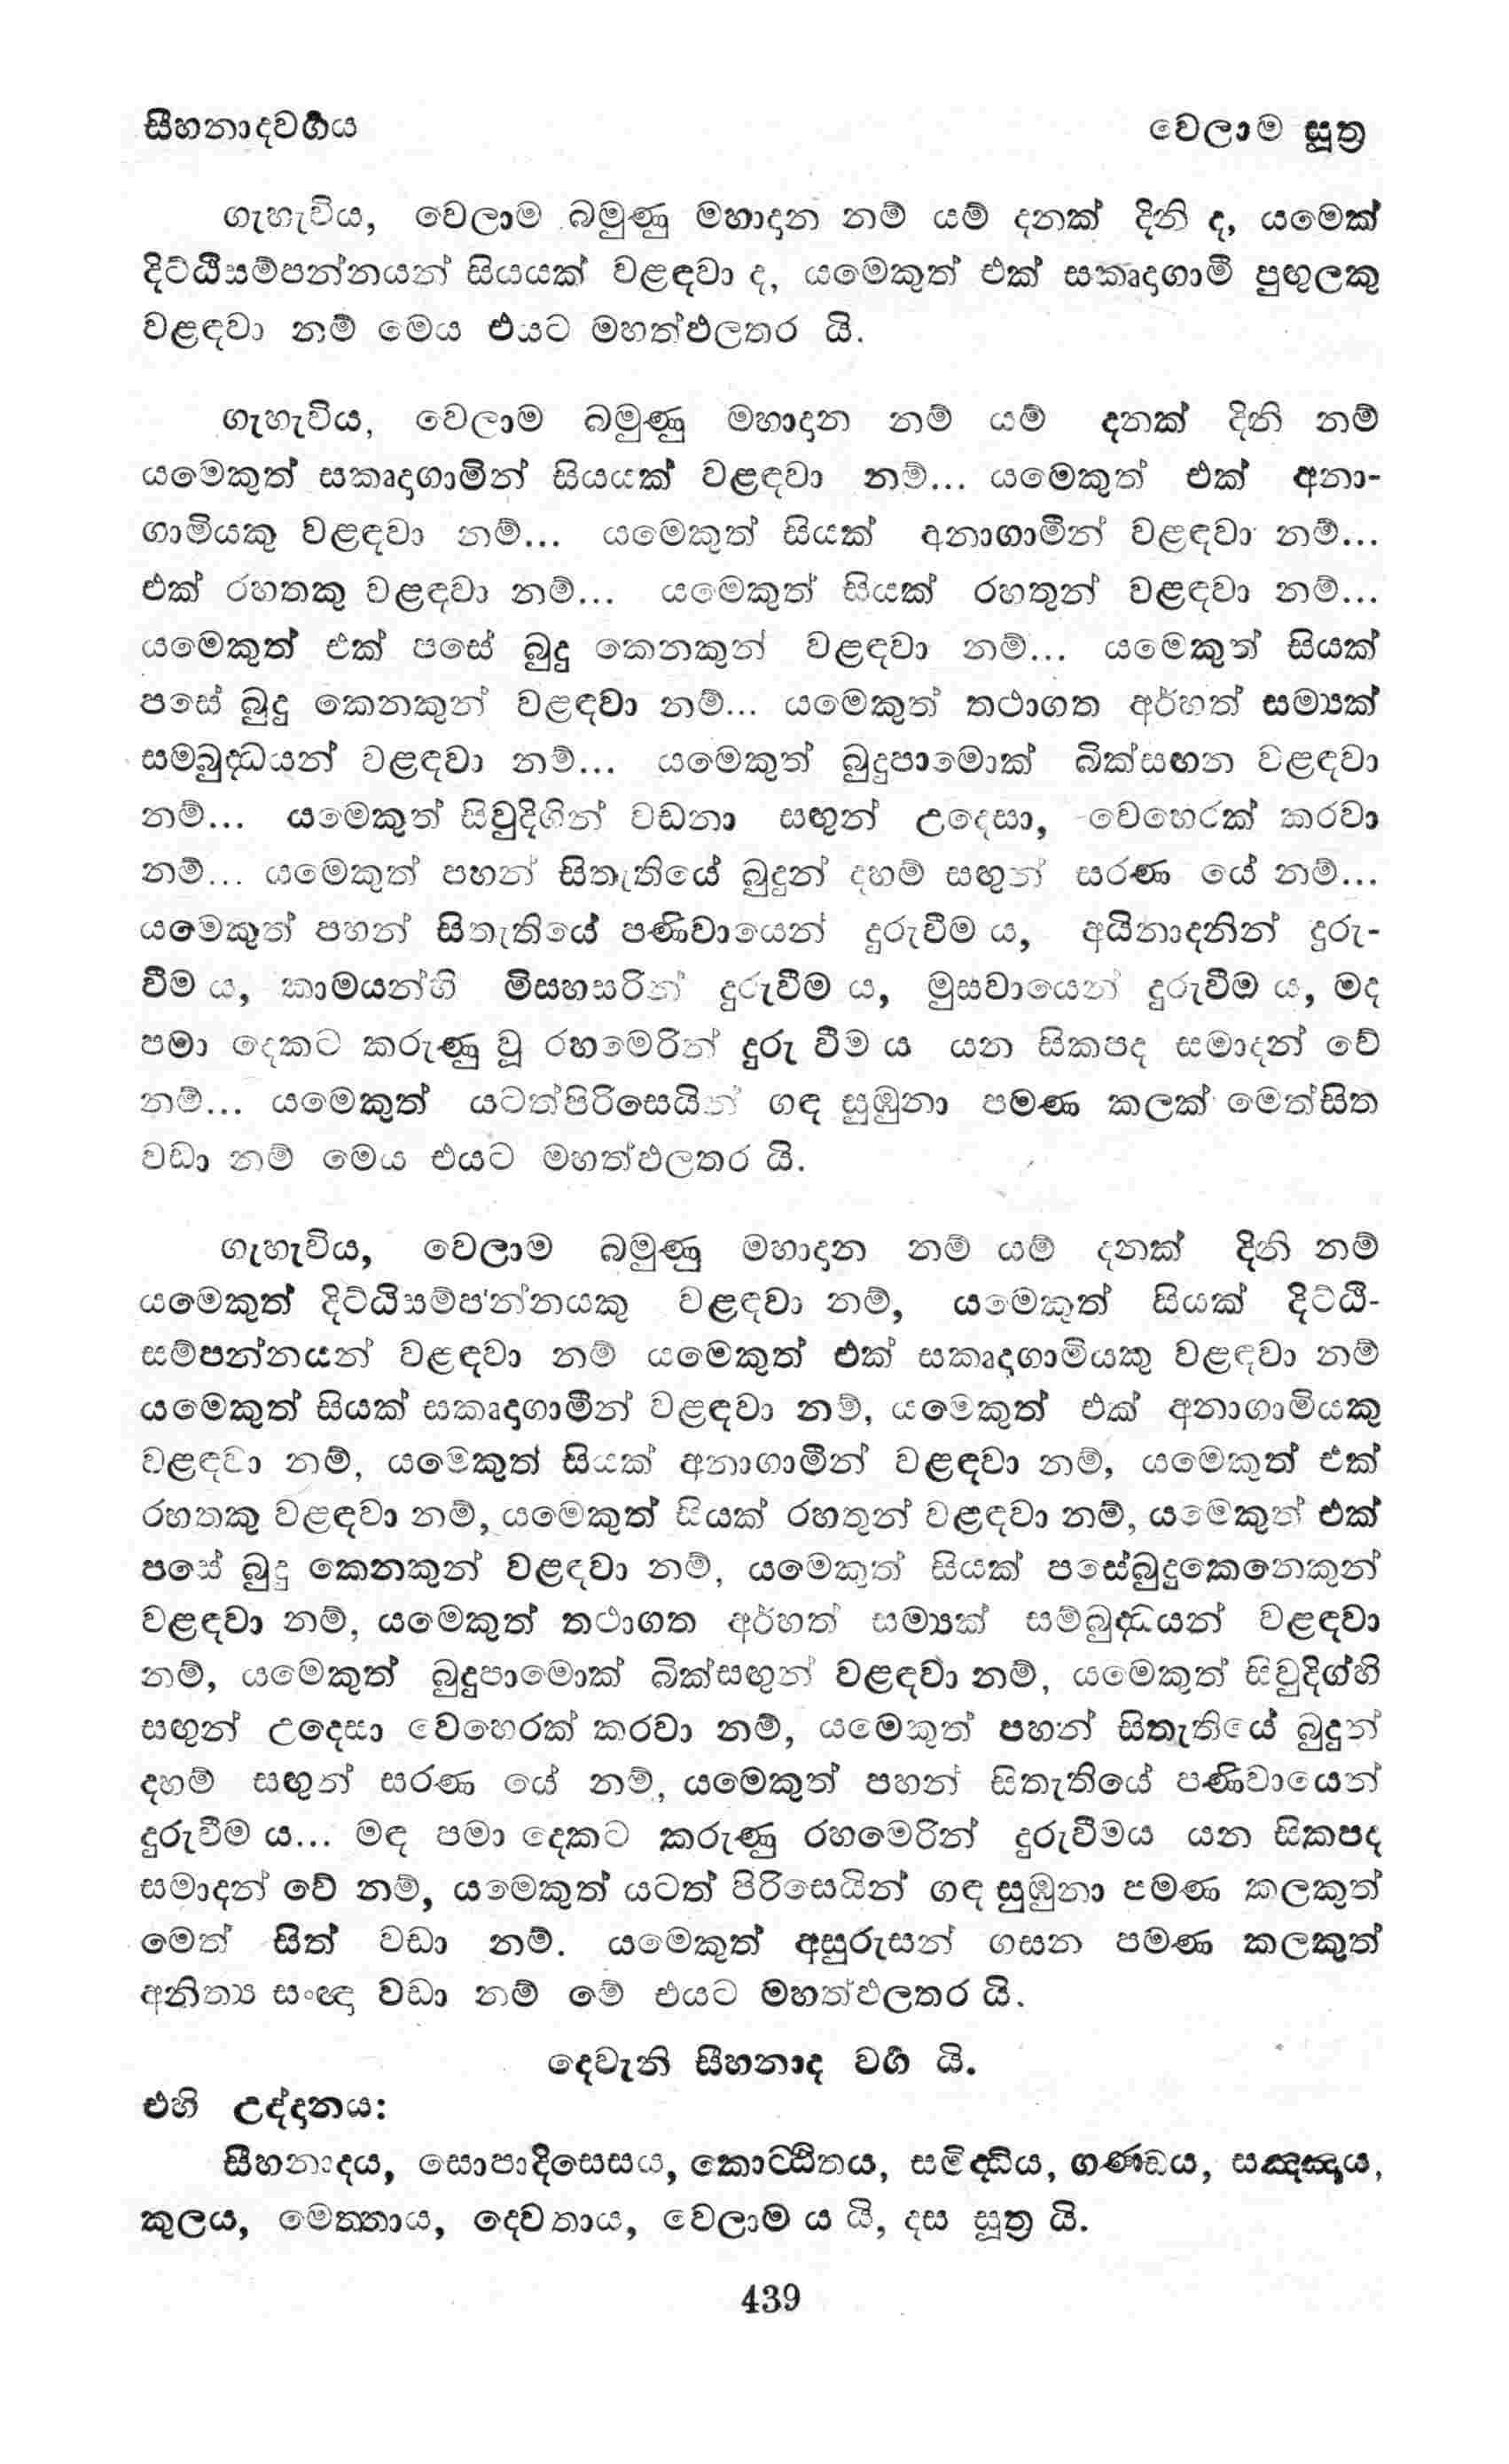 සීහනාදවර්‍ගය
වෙලාම සූත්‍ර
ගැහැවිය, වෙලාම බමුණු මහාදාන නම් යම් දනක් දිනි ද, යමෙක්
දිට්ඨිසම්පන්නයන් සියයක් වළඳවා ද, යමෙකුත් එක් සකෘදාගාමී පුඟුලකු
වළඳවා නම් මෙය එයට මහත්ඵලතර යි.
ගැහැවිය, වෙලාම බමුණු මහාදාන නම් යම් දනක් දිනි නම්
යමෙකුත් සකෘදාගාමීන් සියයක් වළඳවා නම්... යමෙකුත් එක් අනා-
ගාමියකු වළඳවා නම්... යමෙකුත් සියක් අනාගාමීන් වළඳවා නම්...
එක් රහතකු වළඳවා නම්... යමෙකුත් සියක් රහතුන් වළඳවා නම්...
යමෙකුත් එක් පසේ බුදු කෙනකුන් වළඳවා නම්... යමෙකුත් සියක්
පසේ බුදු කෙනකුන් වළඳවා නම්... යමෙකුත් තථාගත අර්හත් සම්‍යක්
සම්බුද්‍ධයන් වළඳවා නම්... යමෙකුත් බුදුපාමොක් බික්සඟන වළඳවා
නම්... යමෙකුත් සිවුදිගින් වඩනා සඟුන් උදෙසා, වෙහෙරක් කරවා
නම්... යමෙකුත් පහන් සිතැතියේ බුදුන් දහම් සඟුන් සරණ යේ නම්...
යමෙකුත් පහන් සිතැතියේ පණිවායෙන් දුරුවීම ය, අයිනාදනින් දුරු-
වීම ය, කාමයන්හි මිසහසරින් දුරුවීම ය, මුසවායෙන් දුරුවීම ය, මද
පමා දෙකට කරුණු වූ රහමෙරින් දුරු වීම ය යන සිකපද සමාදන් වේ
නම්... යමෙකුත් යටත්පිරිසෙයින් ගඳ සුඹුනා පමණ කලක් මෙත්සිත
වඩා නම් මෙය එයට මහත්ඵලතර යි.
ගැහැවිය, වෙලාම බමුණු මහාදාන නම් යම් දනක් දිනි නම්
යමෙකුත් දිට්ඨිසම්පන්නයකු වළඳවා නම්, යමෙකුත් සියක් දිට්ඨි-
සම්පන්නයන් වළඳවා නම් යමෙකුත් එක් සකෘදාගාමියකු වළඳවා නම්
යමෙකුත් සියක් සකෘදාගාමීන් වළඳවා නම්, යමෙකුත් එක් අනාගාමියකු
වළඳවා නම්, යමෙකුත් සියක් අනාගාමීන් වළඳවා නම්, යමෙකුත් එක්
රහතකු වළඳවා නම්, යමෙකුත් සියක් රහතුන් වළඳවා නම්, යමෙකුත් එක්
පසේ බුදු කෙනකුන් වළඳවා නම්, යමෙකුත් සියක් පසේබුදුකෙනෙකුන්
වළඳවා නම්, යමෙකුත් තථාගත අර්හත් සම්‍යක් සම්බුද්‍ධයන් වළඳවා
නම්, යමෙකුත් බුදුපාමොක් බික්සඟුන් වළඳවා නම්, යමෙකුත් සිවුදිග්හි
සඟුන් උදෙසා වෙහෙරක් කරවා නම්, යමෙකුත් පහන් සිතැතියේ බුදුන්
දහම් සඟුන් සරණ යේ නම්, යමෙකුත් පහන් සිතැතියේ පණිවායෙන්
දුරුවීම ය... මඳ පමා දෙකට කරුණු රහමෙරින් දුරුවීමය යන සිකපද
සමාදන් වේ නම්, යමෙකුත් යටත් පිරිසෙයින් ගඳ සුඹුනා පමණ කලකුත්
මෙත් සිත් වඩා නම්. යමෙකුත් අසුරුසන් ගසන පමණ කලකුත්
අනිත්‍ය සංඥා වඩා නම් මේ එයට මහත්ඵලතර යි.
දෙවැනි සීහනාද වර්‍ග යි.
එහි උද්දානය:
සීහනාදය, සොපාදිසෙසය, කොට්ඨිතය, සමිද්ධිය, ගණ්ඩය, සඤ්ඤාය,
කුලය, මෙත්තාය, දෙවතාය, වෙලාම ය යි, දස සූත්‍ර යි.
439